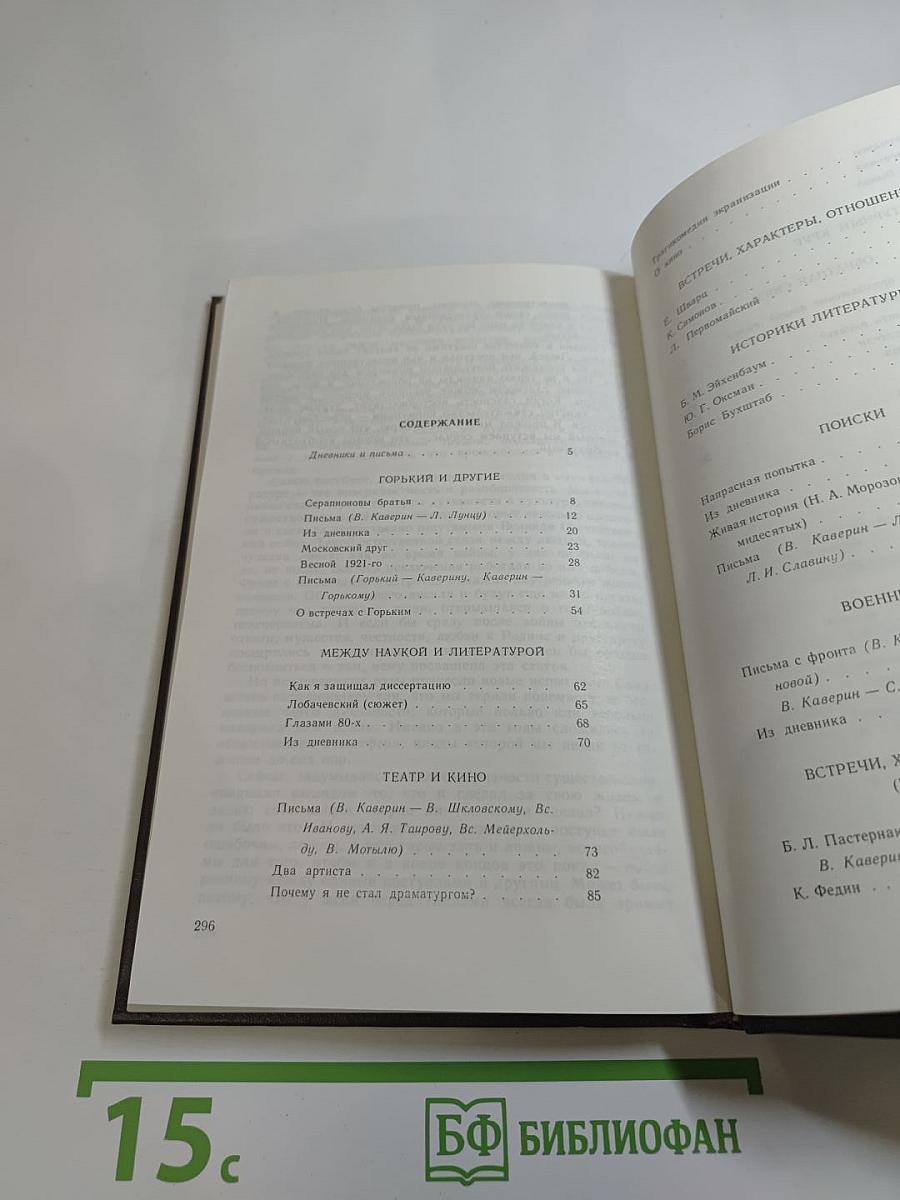 СОДЕРЖАНИЕ
Дневники и письма . . . . . . . . . . . 5
ГОРЬКИЙ И ДРУГИЕ
Серапионовы братья . . . . . . . . . . 8
Письма (В. Каверин — Л. Лунцу) . . . . . 12
Из дневника . . . . . . . . . . . . . 20
Московский друг . . . . . . . . . . . . 23
Весной 1921-го . . . . . . . . . . . . 28
Письма (Горький — Каверину, Каверин —
Горькому) . . . . . . . . . . . . 31
О встречах с Горьким . . . . . . . . . . 54
МЕЖДУ НАУКОЙ И ЛИТЕРАТУРОЙ
Как я защищал диссертацию . . . . . . 62
Лобачевский (сюжет) . . . . . . . . . 65
Глазами 80-х . . . . . . . . . . . . 68
Из дневника . . . . . . . . . . . . 70
ТЕАТР И КИНО
Письма (В. Каверин — В. Шкловскому, Вс.
Иванову, А. Я. Таирову, Вс. Мейерхоль-
ду, В. Мотылю) . . . . . . . . . 73
Два артиста . . . . . . . . . . . . . 82
Почему я не стал драматургом? . . . . . . 85
296
Трагикомедии экранизации . . . . . .
О кино . . . . . . . .
ВСТРЕЧИ, ХАРАКТЕРЫ, ОТНОШЕН
Е. Шварц . . . . . . . .
К. Симонов . . . . . . . .
Л. Первомайский . . . . . .
ИСТОРИКИ ЛИТЕРАТУР
Б. М. Эйхенбаум . . . . . .
Ю. Г. Оксман . . . . . . .
Борис Бухштаб . . . . . .
ПОИСКИ
Напрасная попытка . . . . .
Из дневника . . . . . . .
Живая история (Н. А. Морозо
мидесятых) . . . . . .
Письма (В. Каверин — Л
Л. И. Славину) . . . .
ВОЕНН
Письма с фронта (В. К
новой) . . . . .
В. Каверин — С.
Из дневника . . . .
ВСТРЕЧИ, Х
(
Б. Л. Пастернак
В. Каверин
К. Федин . .
15 с
БФ БИБЛИОФАН